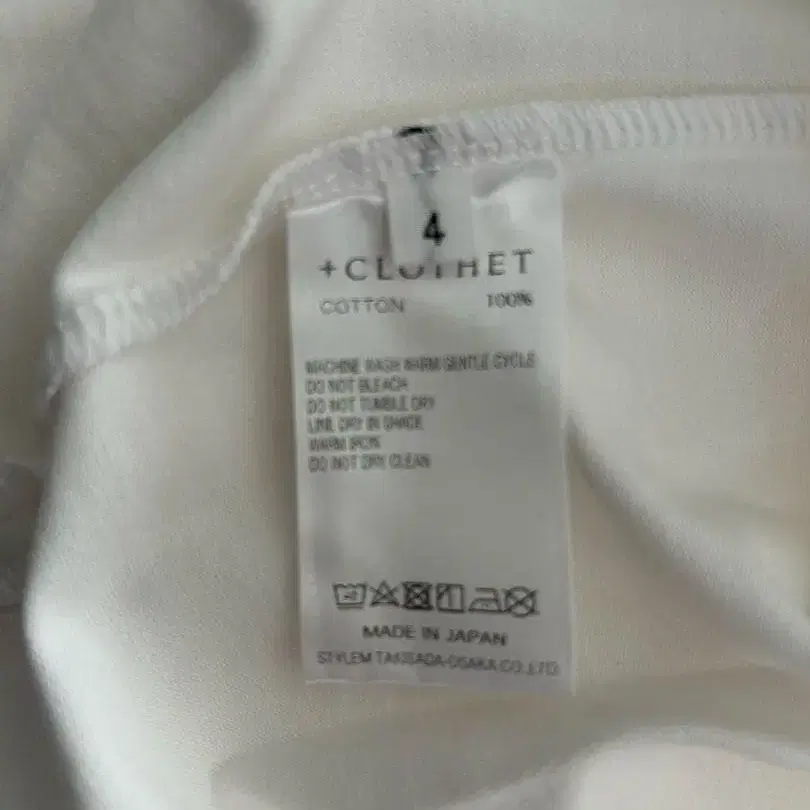 4
+CLOTHET
COTTON 100%
MACHINE WASH WARM GENTLE CYCLE
DO NOT BLEACH
DO NOT TUMBLE DRY
LINE DRY IN SHADE
WARM IRON
DO NOT DRY CLEAN
MADE IN JAPAN
STYLEM TAKISADA-OSAKA CO.,LTD.